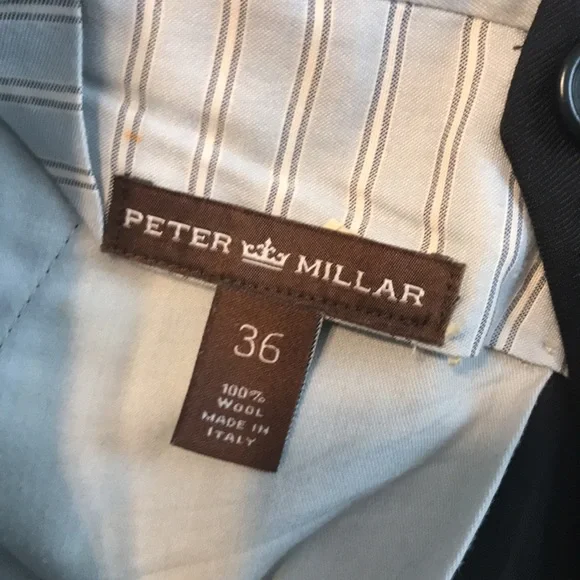 PETER MILLAR
36
100%
WOOL
MADE IN
ITALY